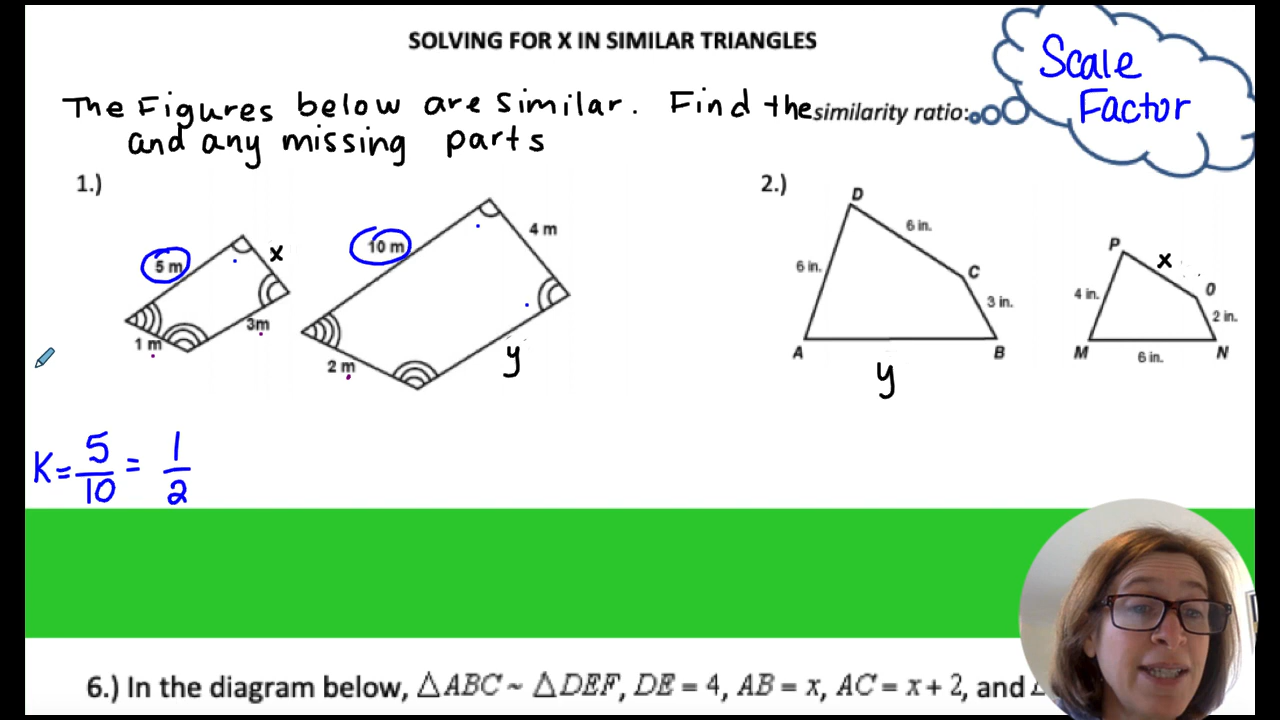 SOLVING FOR X IN SIMILAR TRIANGLES
Scale
Factor
The Figures below are similar. Find the similarity ratio:
and any missing parts
1.)
5 m
x
3m
1 m
10 m
4 m
2 m
y
2.)
D
6 in.
6 in.
C
3 in.
A
B
y
P
x
O
4 in.
2 in.
M
6 in.
N
K = 5/10 = 1/2
6.) In the diagram below, △ABC ~ △DEF, DE = 4, AB = x, AC = x + 2, and